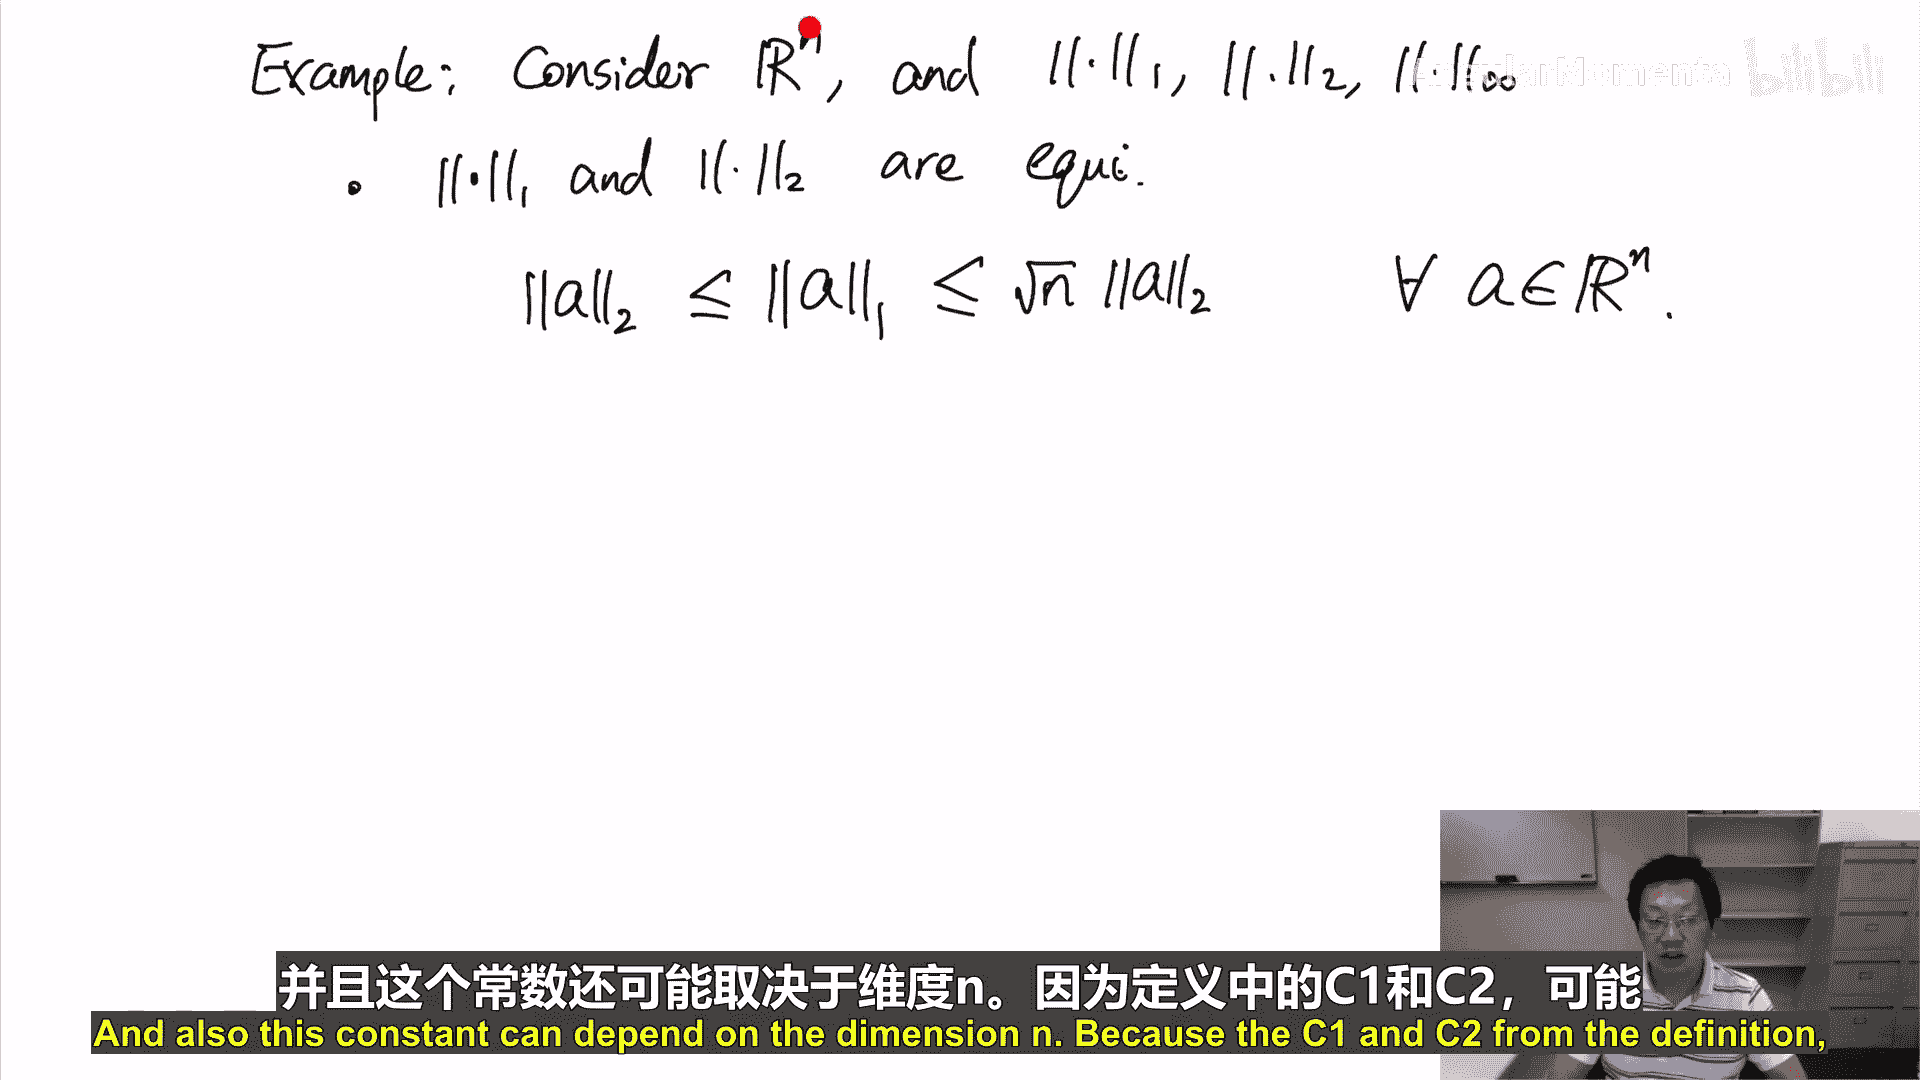 Example: Consider ℝⁿ, and ||·||₁, ||·||₂, ||·||∞
AngularMomenta bilibili
• ||·||₁ and ||·||₂ are equi.
||a||₂ ≤ ||a||₁ ≤ √n ||a||₂ ∀ a∈ℝⁿ.
并且这个常数还可能取决于维度n。因为定义中的C1和C2，可能
And also this constant can depend on the dimension n. Because the C1 and C2 from the definition,